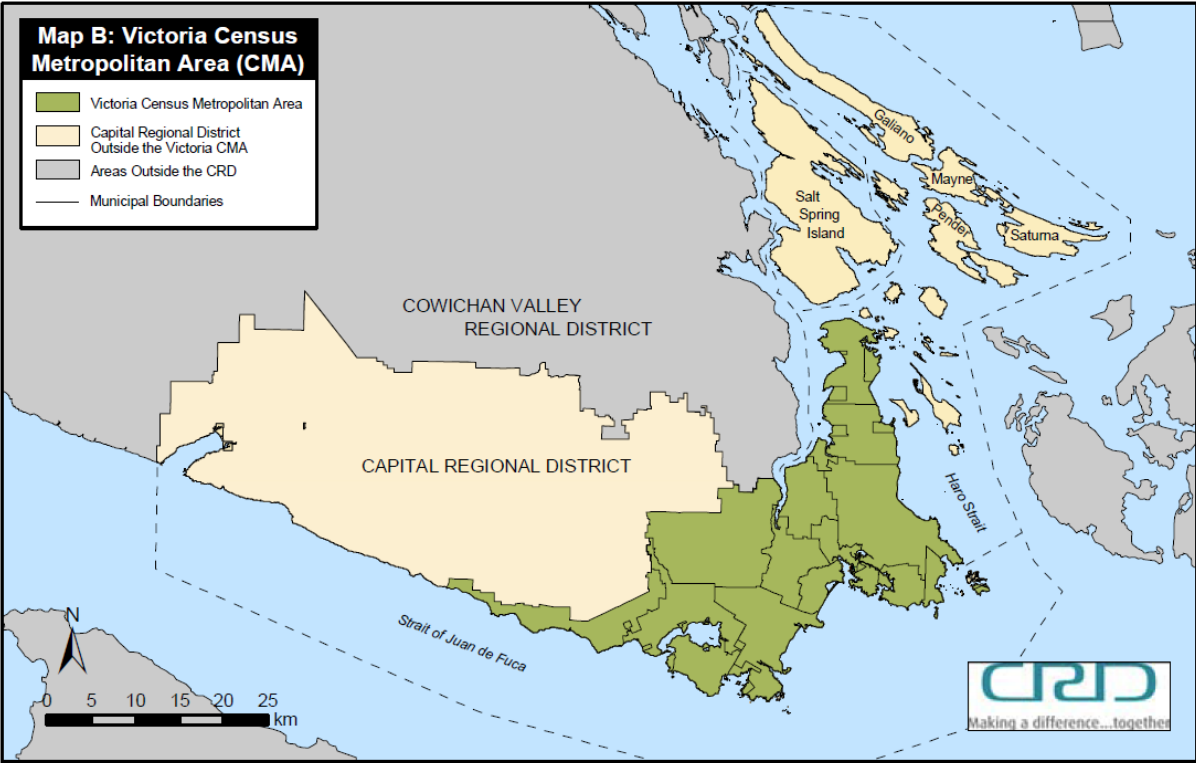 Map B: Victoria Census
Metropolitan Area (CMA)
Victoria Census Metropolitan Area
Capital Regional District
Outside the Victoria CMA
Areas Outside the CRD
Municipal Boundaries
Galiano
Mayne
Salt
Spring
Island
Pender
Saturna
COWICHAN VALLEY
REGIONAL DISTRICT
CAPITAL REGIONAL DISTRICT
Haro Strait
Strait of Juan de Fuca
N
0 5 10 15 20 25
km
CRD
Making a difference...together